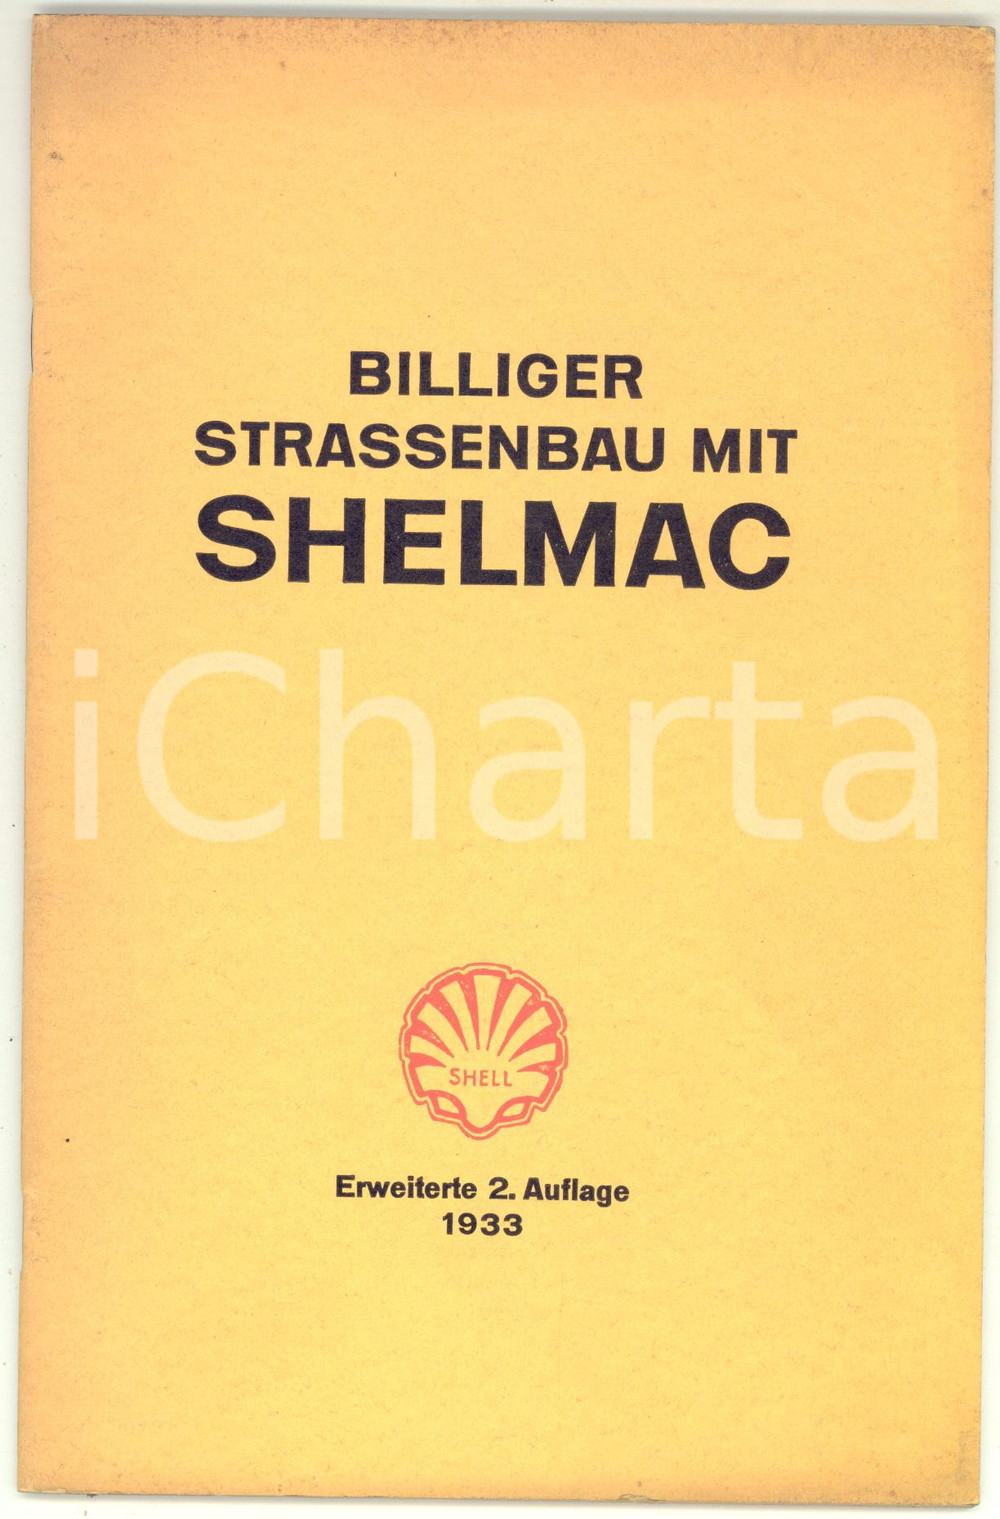 BILLIGER
STRASSENBAU MIT
SHELMAC
iCharta
SHELL
Erweiterte 2. Auflage
1933